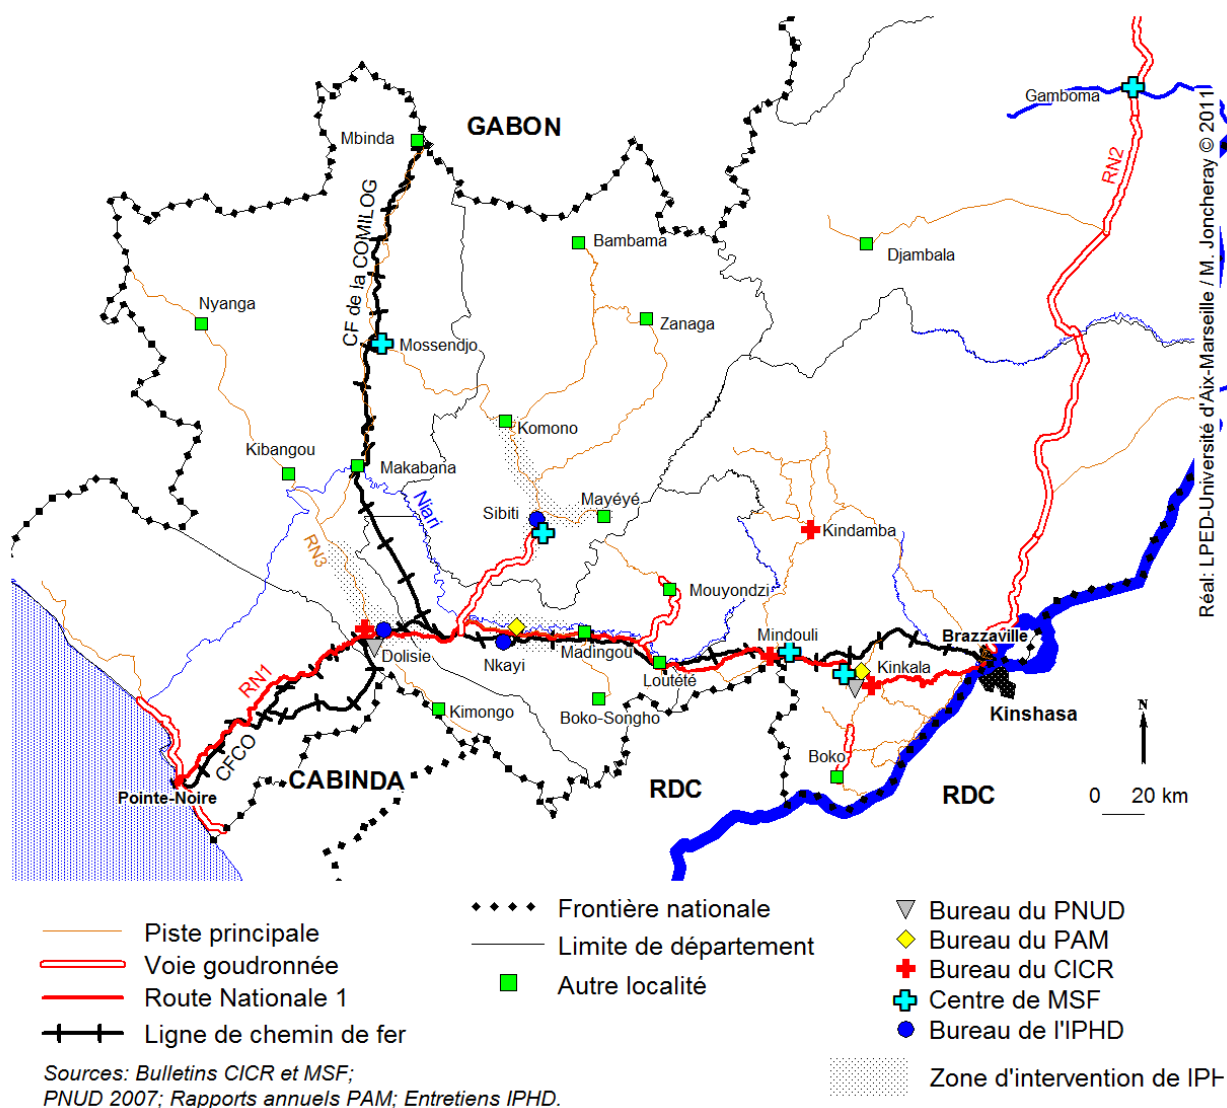 Gamboma
GABON
Mbinda
RN2
CF de la COMILOG
Bambama
Djambala
Nyanga
Zanaga
Mossendjo
Komono
Kibangou
Makabana
Niari
Sibiti
Mayéyé
Kindamba
RN3
Mouyondzi
Mindouli
Brazzaville
Dolisie
Nkayi
Madingou
Loutété
Kinkala
RN1
Kimongo
Boko-Songho
Kinshasa
N
CFCO
Boko
CABINDA
RDC
RDC
Pointe-Noire
0 20 km
Real: LPED-Université d'Aix-Marseille / M. Joncheray © 2011
Piste principale
Voie goudronnée
Route Nationale 1
Ligne de chemin de fer
Frontière nationale
Limite de département
Autre localité
Bureau du PNUD
Bureau du PAM
Bureau du CICR
Centre de MSF
Bureau de l'IPHD
Zone d'intervention de IPH
Sources: Bulletins CICR et MSF;
PNUD 2007; Rapports annuels PAM; Entretiens IPHD.